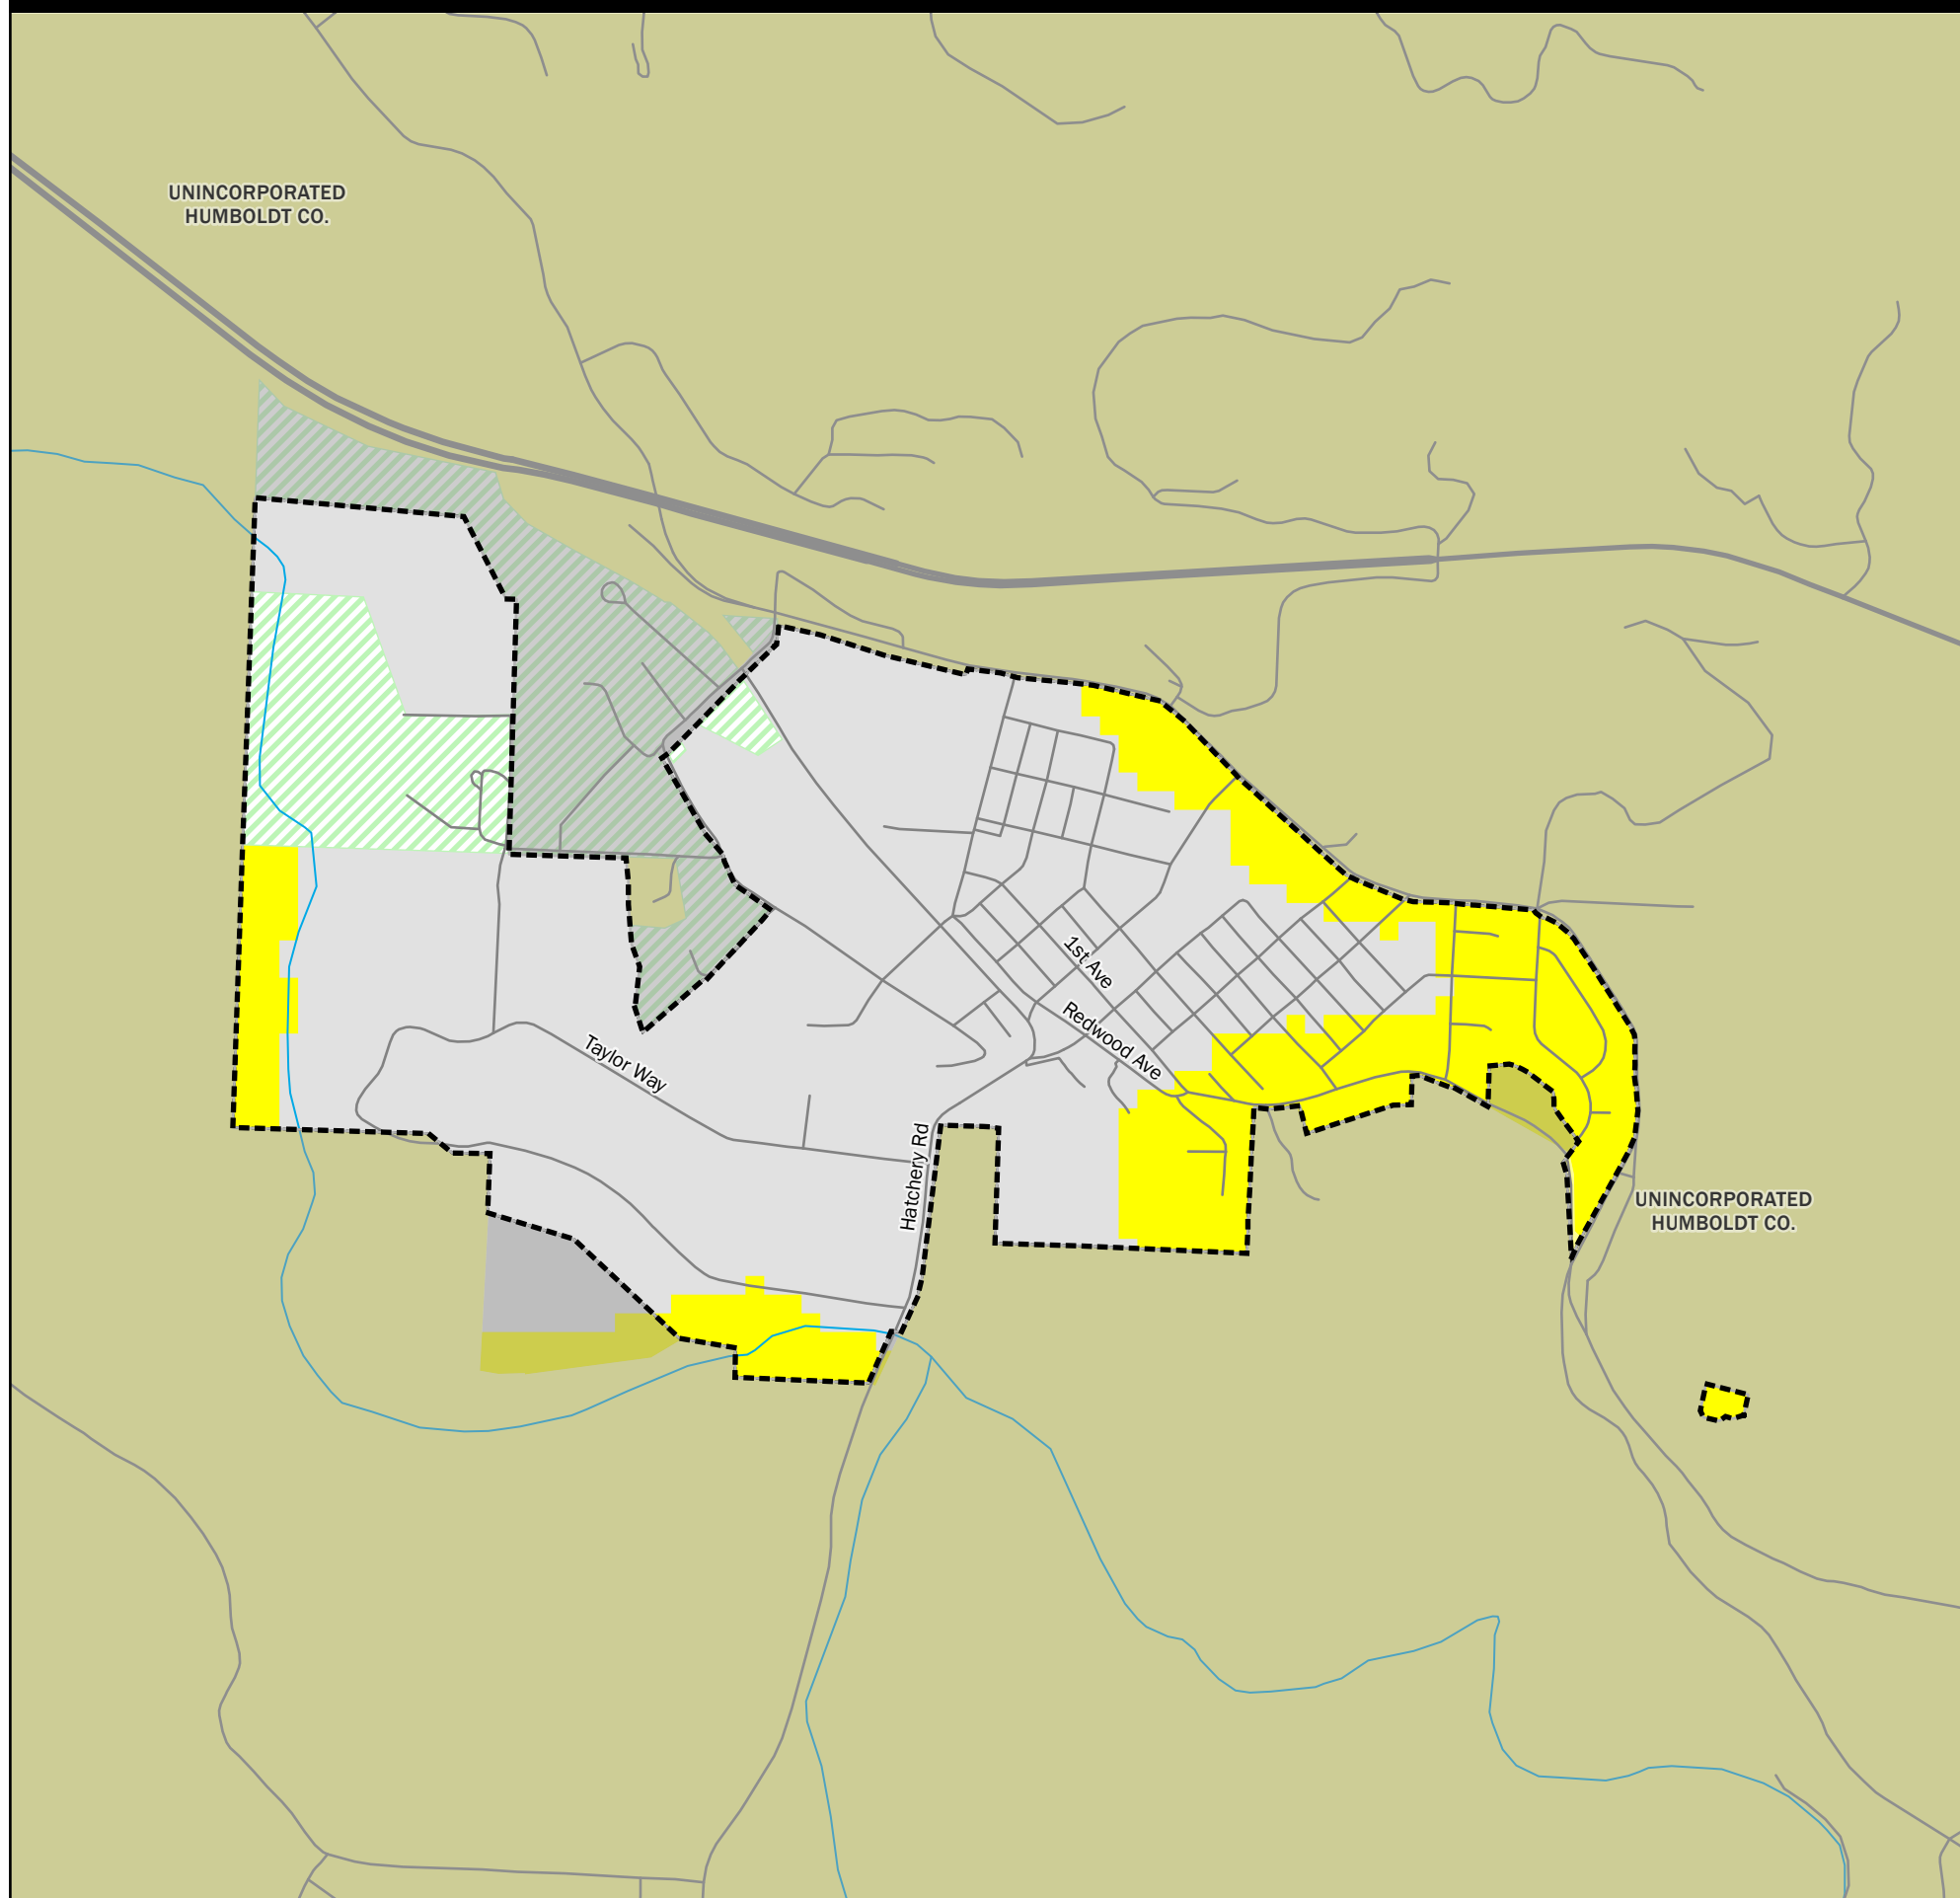 UNINCORPORATED
HUMBOLDT CO.
1st Ave
Redwood Ave
Taylor Way
Hatchery Rd
UNINCORPORATED
HUMBOLDT CO.